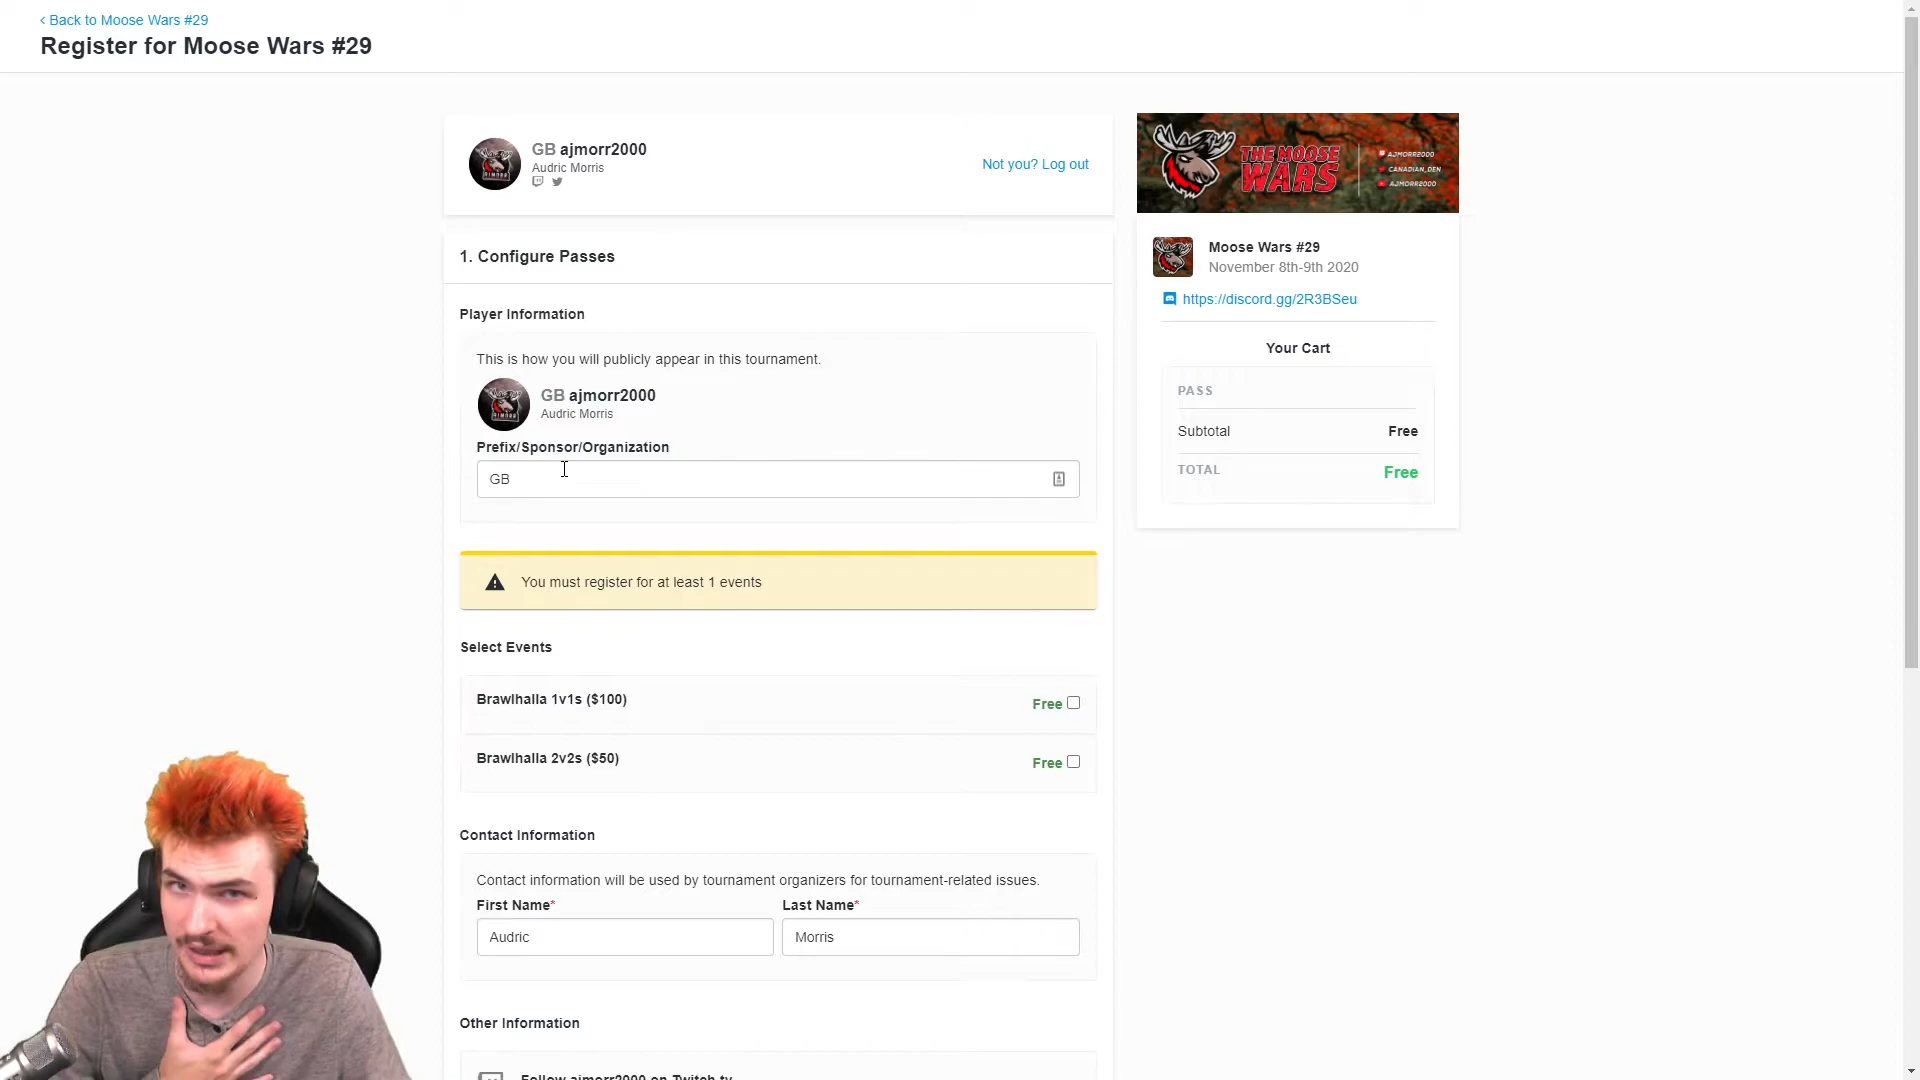 ‹ Back to Moose Wars #29
Register for Moose Wars #29
GB ajmorr2000
Audric Morris
Not you? Log out
1. Configure Passes
Player Information
This is how you will publicly appear in this tournament.
GB ajmorr2000
Audric Morris
Prefix/Sponsor/Organization
GB
You must register for at least 1 events
Select Events
Brawlhalla 1v1s ($100)
Free
Brawlhalla 2v2s ($50)
Free
Contact Information
Contact information will be used by tournament organizers for tournament-related issues.
First Name*
Last Name*
Audric
Morris
Other Information
Follow ajmorr2000 on Twitch.tv
THE MOOSE
WARS
AJMORR2000
CANADIAN_DEN
AJMORR2000
Moose Wars #29
November 8th-9th 2020
https://discord.gg/2R3BSeu
Your Cart
PASS
Subtotal
Free
TOTAL
Free